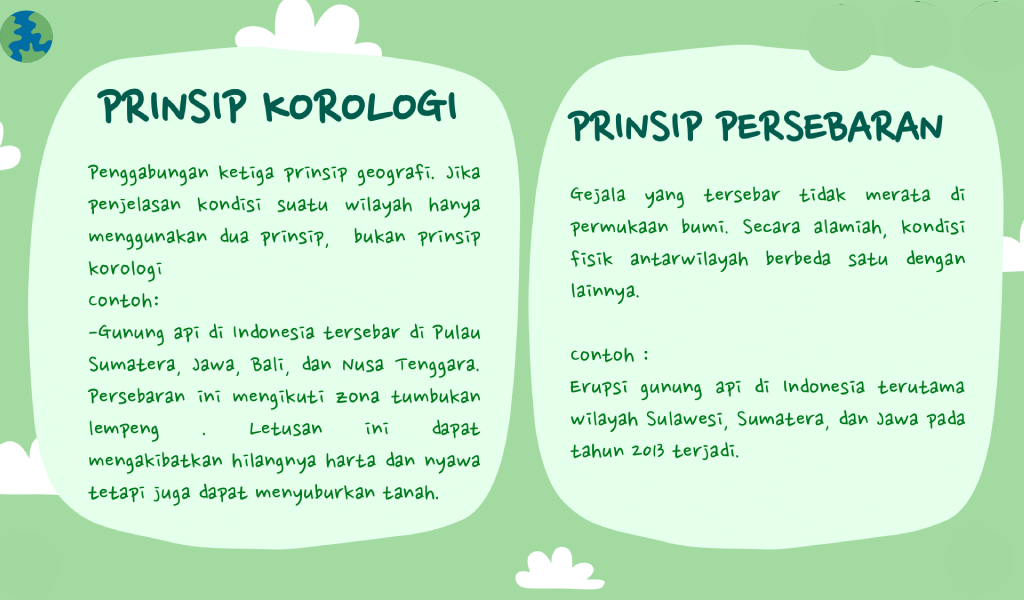 PRINSIP KOROLOGI
Penggabungan ketiga prinsip geografi. Jika
penjelasan kondisi suatu wilayah hanya
menggunakan dua prinsip, bukan prinsip
korologi
Contoh:
-Gunung api di Indonesia tersebar di Pulau
Sumatera, Jawa, Bali, dan Nusa Tenggara.
Persebaran ini mengikuti zona tumbukan
lempeng . Letusan ini dapat
mengakibatkan hilangnya harta dan nyawa
tetapi juga dapat menyuburkan tanah.
PRINSIP PERSEBARAN
Gejala yang tersebar tidak merata di
permukaan bumi. Secara alamiah, kondisi
fisik antarwilayah berbeda satu dengan
lainnya.
Contoh :
Erupsi gunung api di Indonesia terutama
wilayah Sulawesi, Sumatera, dan Jawa pada
tahun 2013 terjadi.